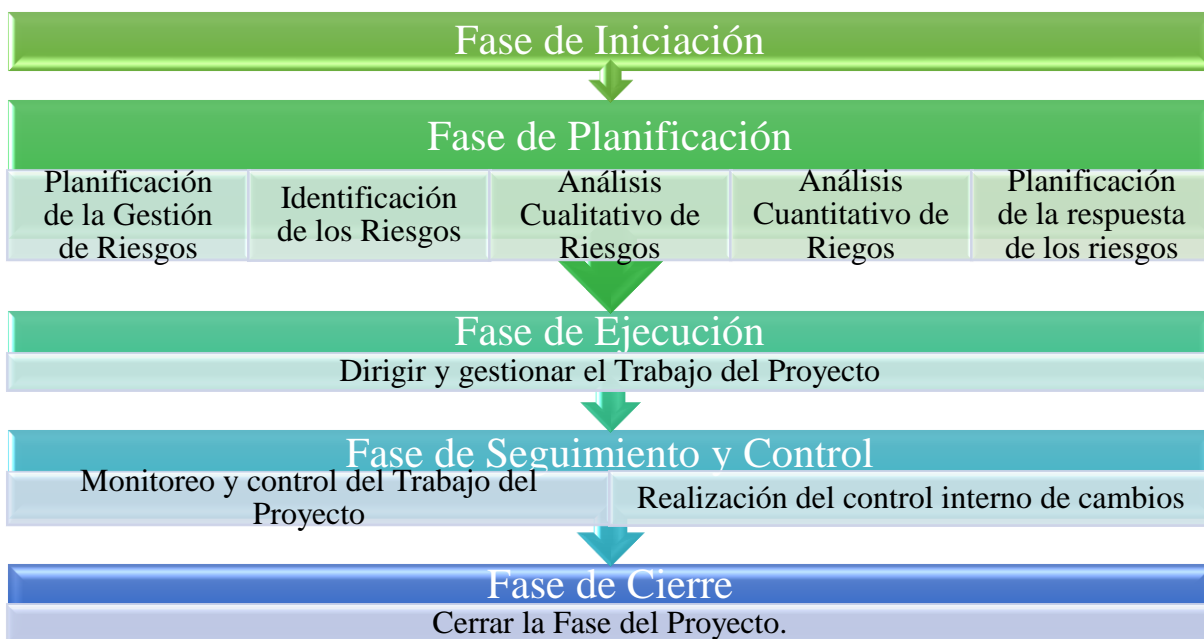 Fase de Iniciación
Fase de Planificación
Planificación
de la Gestión
de Riesgos
Identificación
de los Riesgos
Análisis
Cualitativo de
Riesgos
Análisis
Cuantitativo de
Riegos
Planificación
de la respuesta
de los riesgos
Fase de Ejecución
Dirigir y gestionar el Trabajo del Proyecto
Fase de Seguimiento y Control
Monitoreo y control del Trabajo del
Proyecto
Realización del control interno de cambios
Fase de Cierre
Cerrar la Fase del Proyecto.